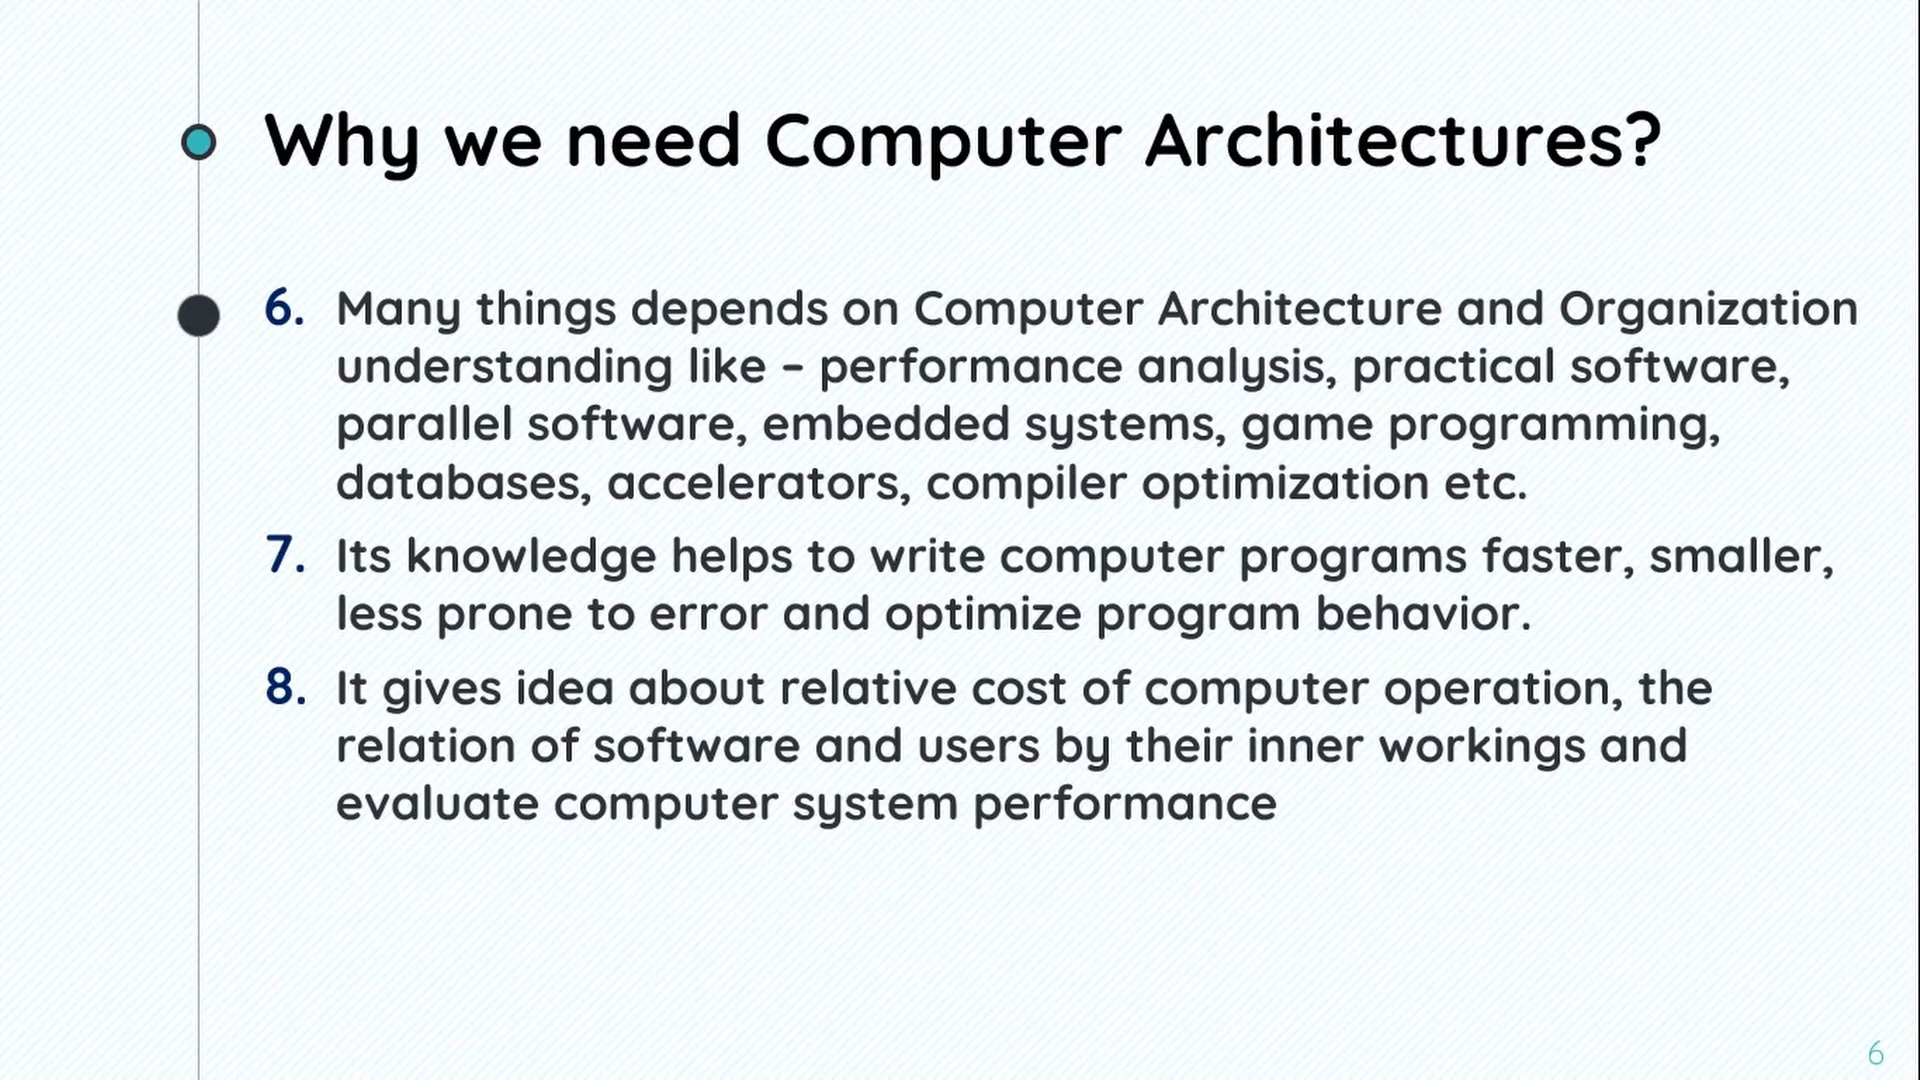 Why we need Computer Architectures?
6. Many things depends on Computer Architecture and Organization
understanding like – performance analysis, practical software,
parallel software, embedded systems, game programming,
databases, accelerators, compiler optimization etc.
7. Its knowledge helps to write computer programs faster, smaller,
less prone to error and optimize program behavior.
8. It gives idea about relative cost of computer operation, the
relation of software and users by their inner workings and
evaluate computer system performance
6